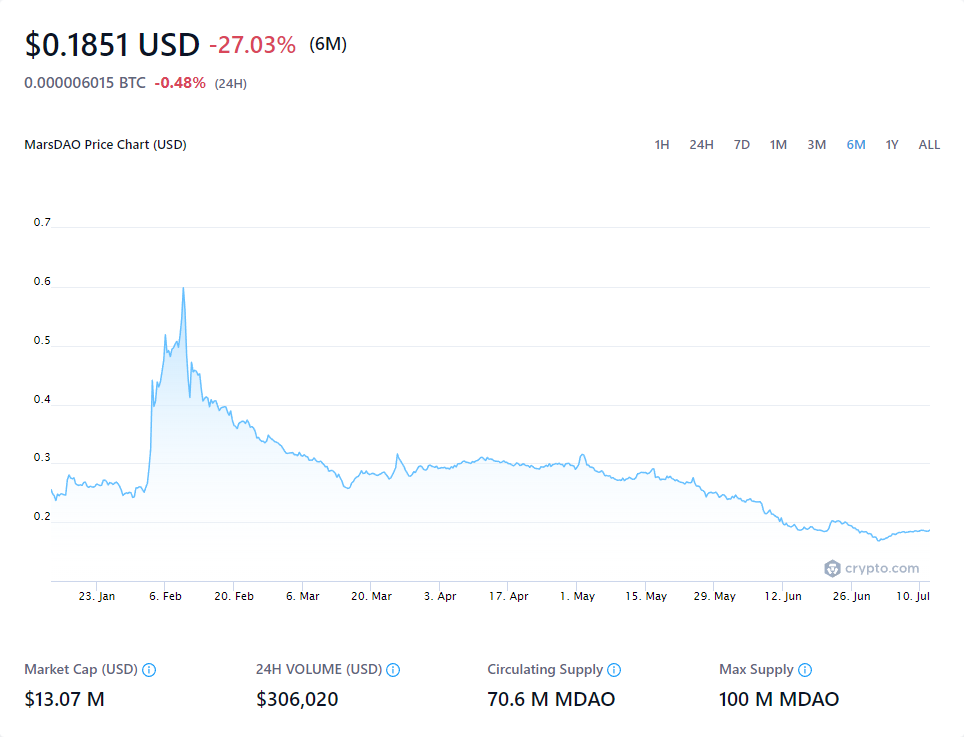 $0.1851 USD -27.03% (6M)
0.000006015 BTC -0.48% (24H)
MarsDAO Price Chart (USD) 1H 24H 7D 1M 3M 6M 1Y ALL
0.7
0.6
0.5
0.4
0.3
0.2
crypto.com
23. Jan 6. Feb 20. Feb 6. Mar 20. Mar 3. Apr 17. Apr 1. May 15. May 29. May 12. Jun 26. Jun 10. Jul
Market Cap (USD) 24H VOLUME (USD) Circulating Supply Max Supply
$13.07 M $306,020 70.6 M MDAO 100 M MDAO